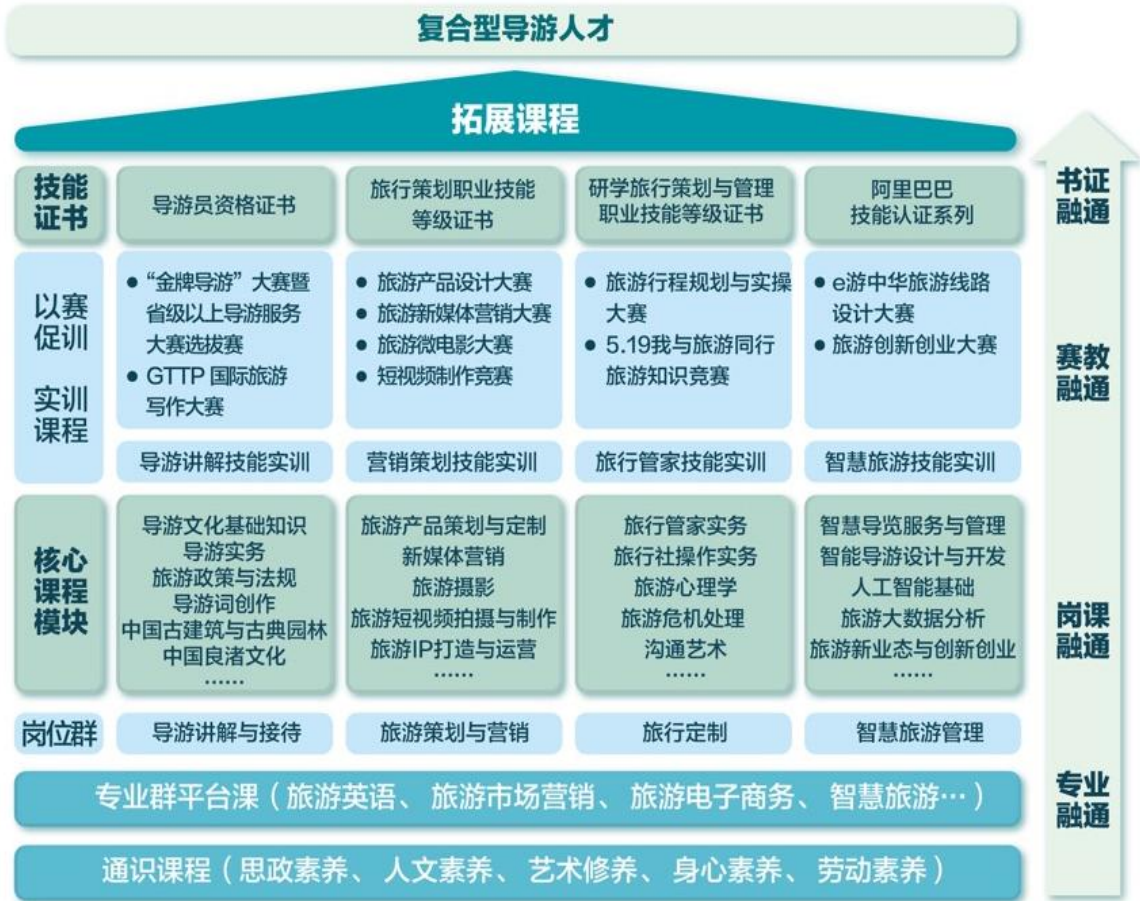 复合型导游人才
拓展课程
技能
证书
导游员资格证书
旅行策划职业技能
等级证书
研学旅行策划与管理
职业技能等级证书
阿里巴巴
技能认证系列
书证
融通
以赛
促训
实训
课程
● “金牌导游”大赛暨
省级以上导游服务
大赛选拔赛
● GTTP 国际旅游
写作大赛
● 旅游产品设计大赛
● 旅游新媒体营销大赛
● 旅游微电影大赛
● 短视频制作竞赛
● 旅游行程规划与实操
大赛
● 5.19我与旅游同行
旅游知识竞赛
● e游中华旅游线路
设计大赛
● 旅游创新创业大赛
赛教
融通
导游讲解技能实训
营销策划技能实训
旅行管家技能实训
智慧旅游技能实训
核心
课程
模块
导游文化基础知识
导游实务
旅游政策与法规
导游词创作
中国古建筑与古典园林
中国良渚文化
……
旅游产品策划与定制
新媒体营销
旅游摄影
旅游短视频拍摄与制作
旅游IP打造与运营
……
旅行管家实务
旅行社操作实务
旅游心理学
旅游危机处理
沟通艺术
……
智慧导览服务与管理
智能导游设计与开发
人工智能基础
旅游大数据分析
旅游新业态与创新创业
……
岗课
融通
岗位群
导游讲解与接待
旅游策划与营销
旅行定制
智慧旅游管理
专业群平台淉（旅游英语、旅游市场营销、旅游电子商务、智慧旅游…）
专业
融通
通识课程（思政素养、人文素养、艺术修养、身心素养、劳动素养）